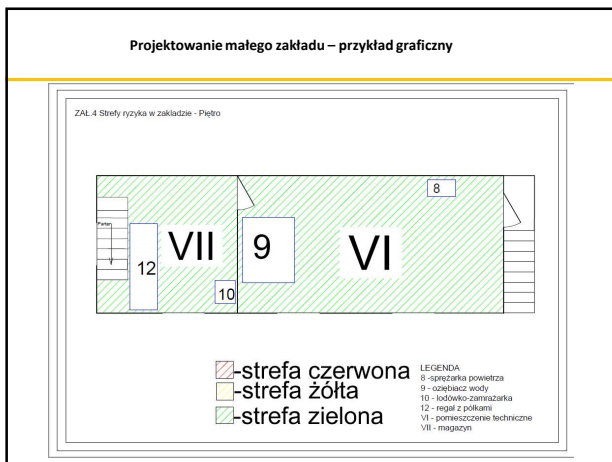 Projektowanie małego zakładu – przykład graficzny
ZAŁ.4 Strefy ryzyka w zakładzie - Piętro
8
Parter
VII
9
VI
12
10
-strefa czerwona
-strefa żółta
-strefa zielona
LEGENDA
8 -sprężarka powietrza
9 - oziębiacz wody
10 - lodówko-zamrażarka
12 - regał z półkami
VI - pomieszczenie techniczne
VII - magazyn